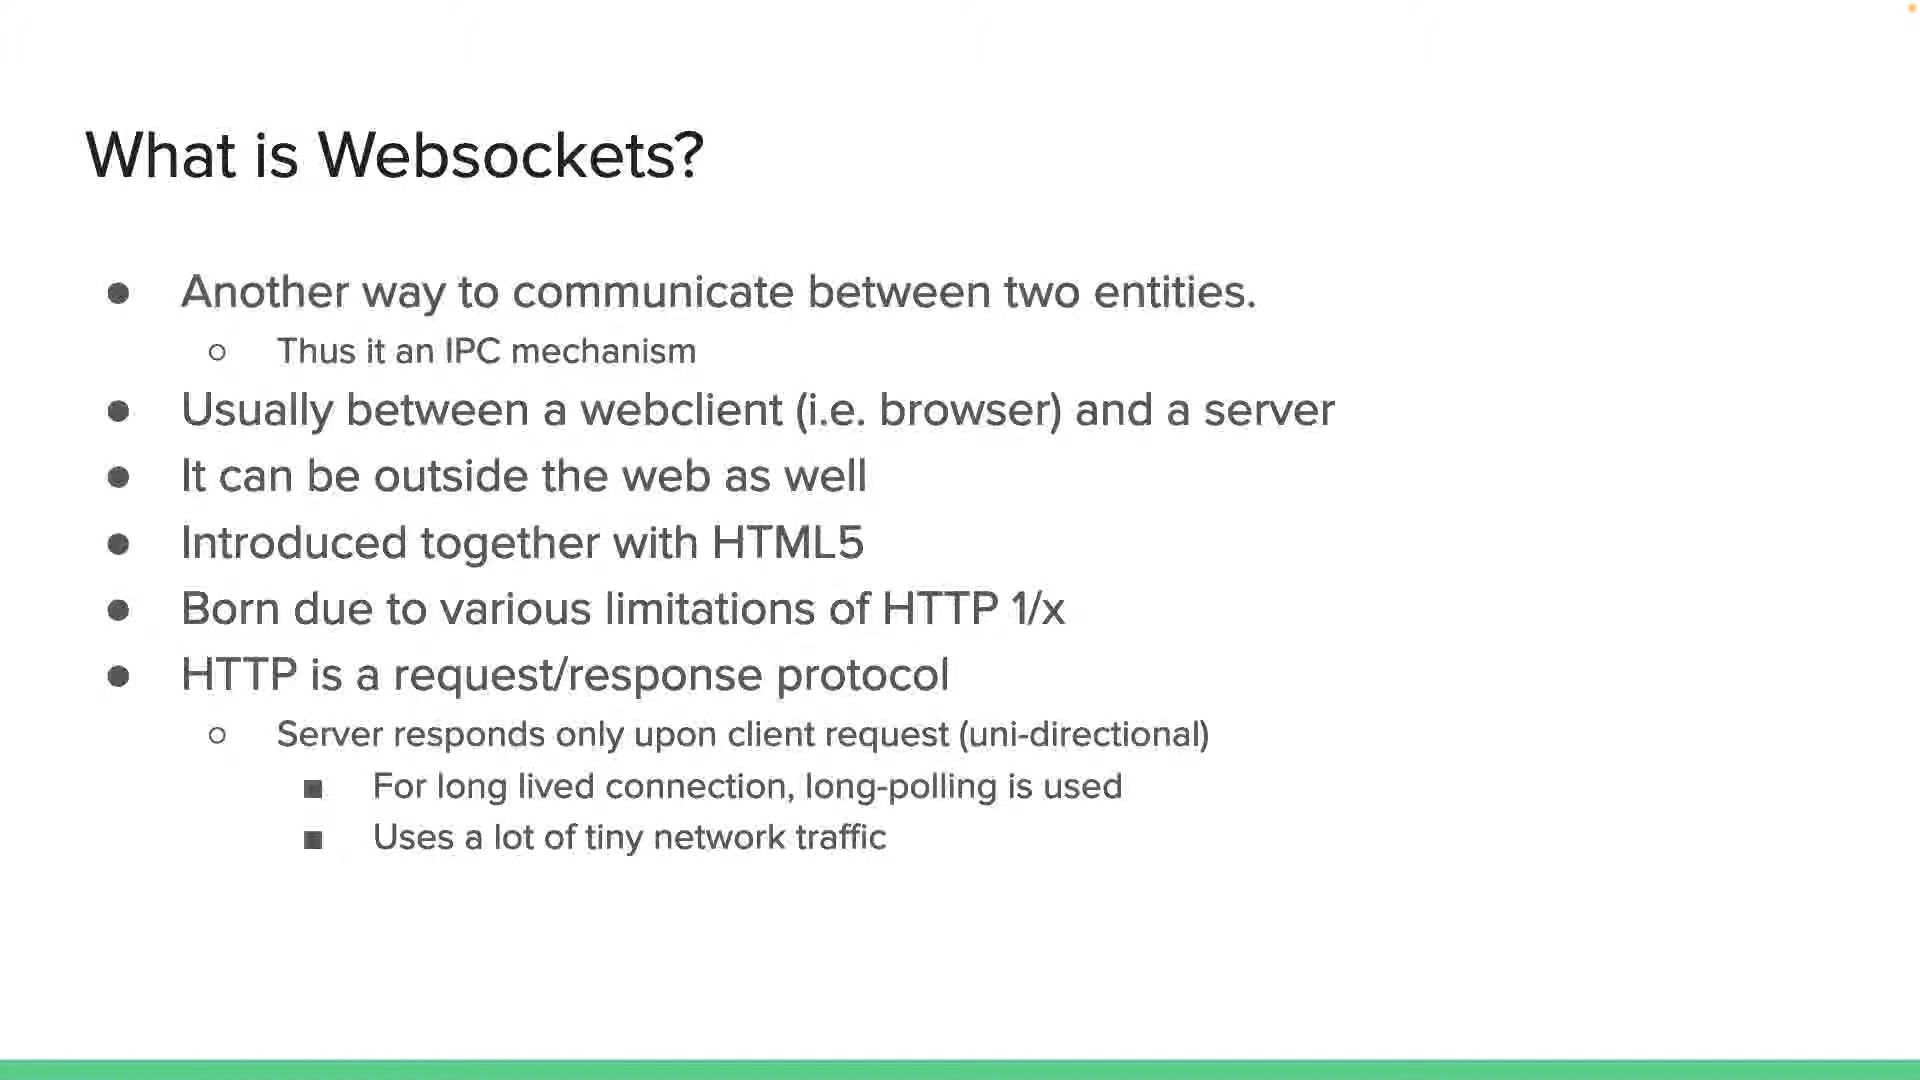 What is Websockets?
● Another way to communicate between two entities.
○ Thus it an IPC mechanism
● Usually between a webclient (i.e. browser) and a server
● It can be outside the web as well
● Introduced together with HTML5
● Born due to various limitations of HTTP 1/x
● HTTP is a request/response protocol
○ Server responds only upon client request (uni-directional)
■ For long lived connection, long-polling is used
■ Uses a lot of tiny network traffic